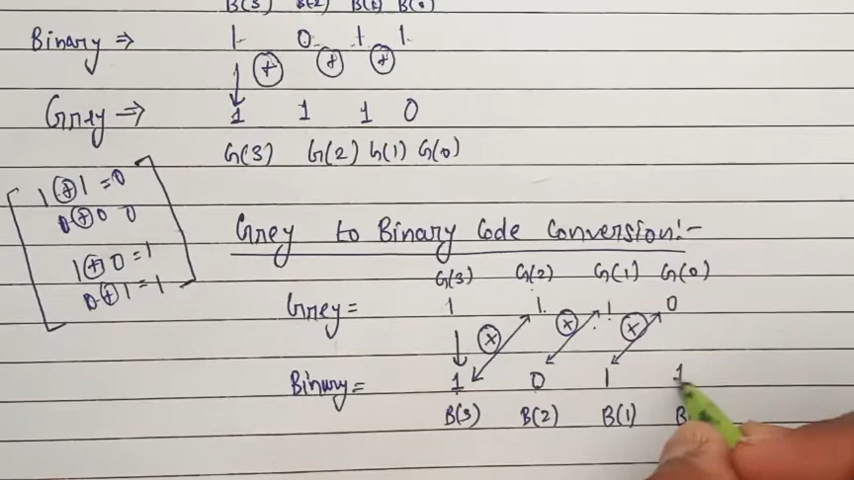 B(3) B(2) B(1) B(0)
Binary ⇒ 1 0 1 1
⊕ ⊕ ⊕
Grey ⇒ 1 1 1 0
G(3) G(2) G(1) G(0)
1 ⊕ 1 = 0
0 ⊕ 0 0
1 ⊕ 0 = 1
0 ⊕ 1 = 1
Grey to Binary Code Conversion:-
G(3) G(2) G(1) G(0)
Grey = 1 1 1 0
⊗ ⊗ ⊗
Binary = 1 0 1 1
B(3) B(2) B(1) B